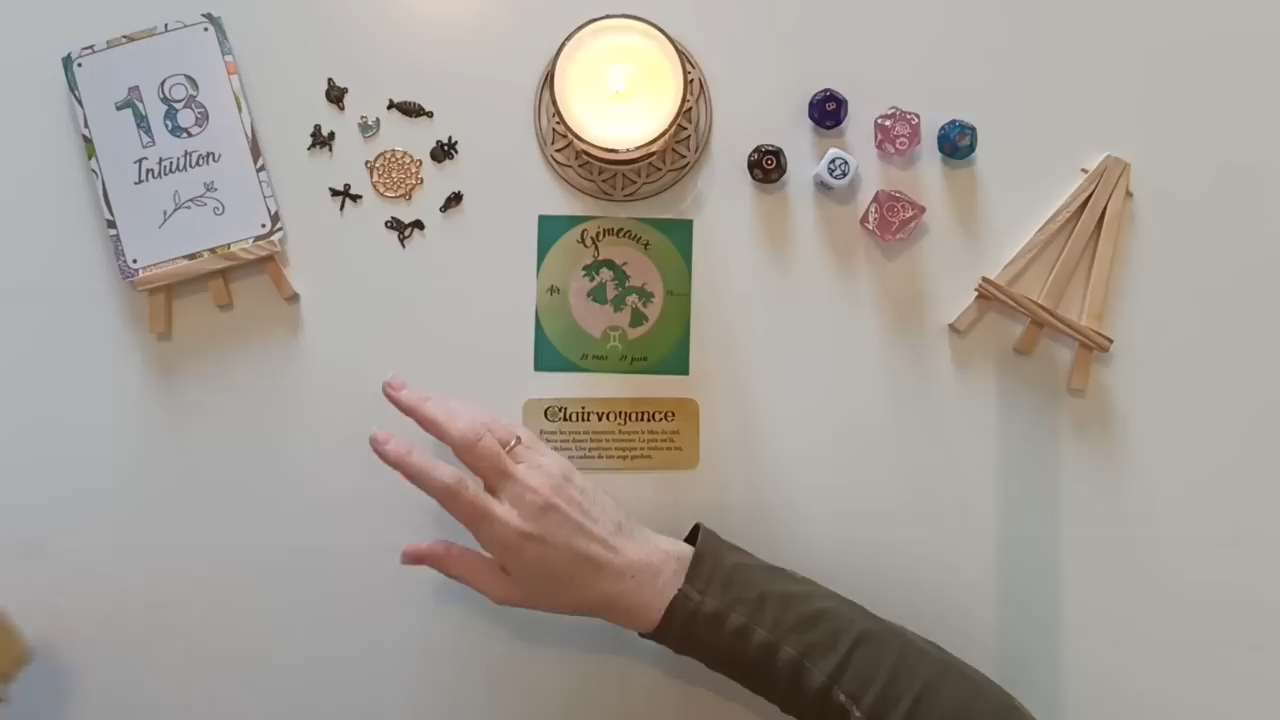 18
Intuition
8
Gémeaux
Air
21 mai 21 juin
Clairvoyance
Ferme les yeux un moment. Respire le bleu du ciel.
Sens une douce brise te traverser. La paix est là,
Une guérison magique se réalise en toi,
un cadeau de ton ange gardien.